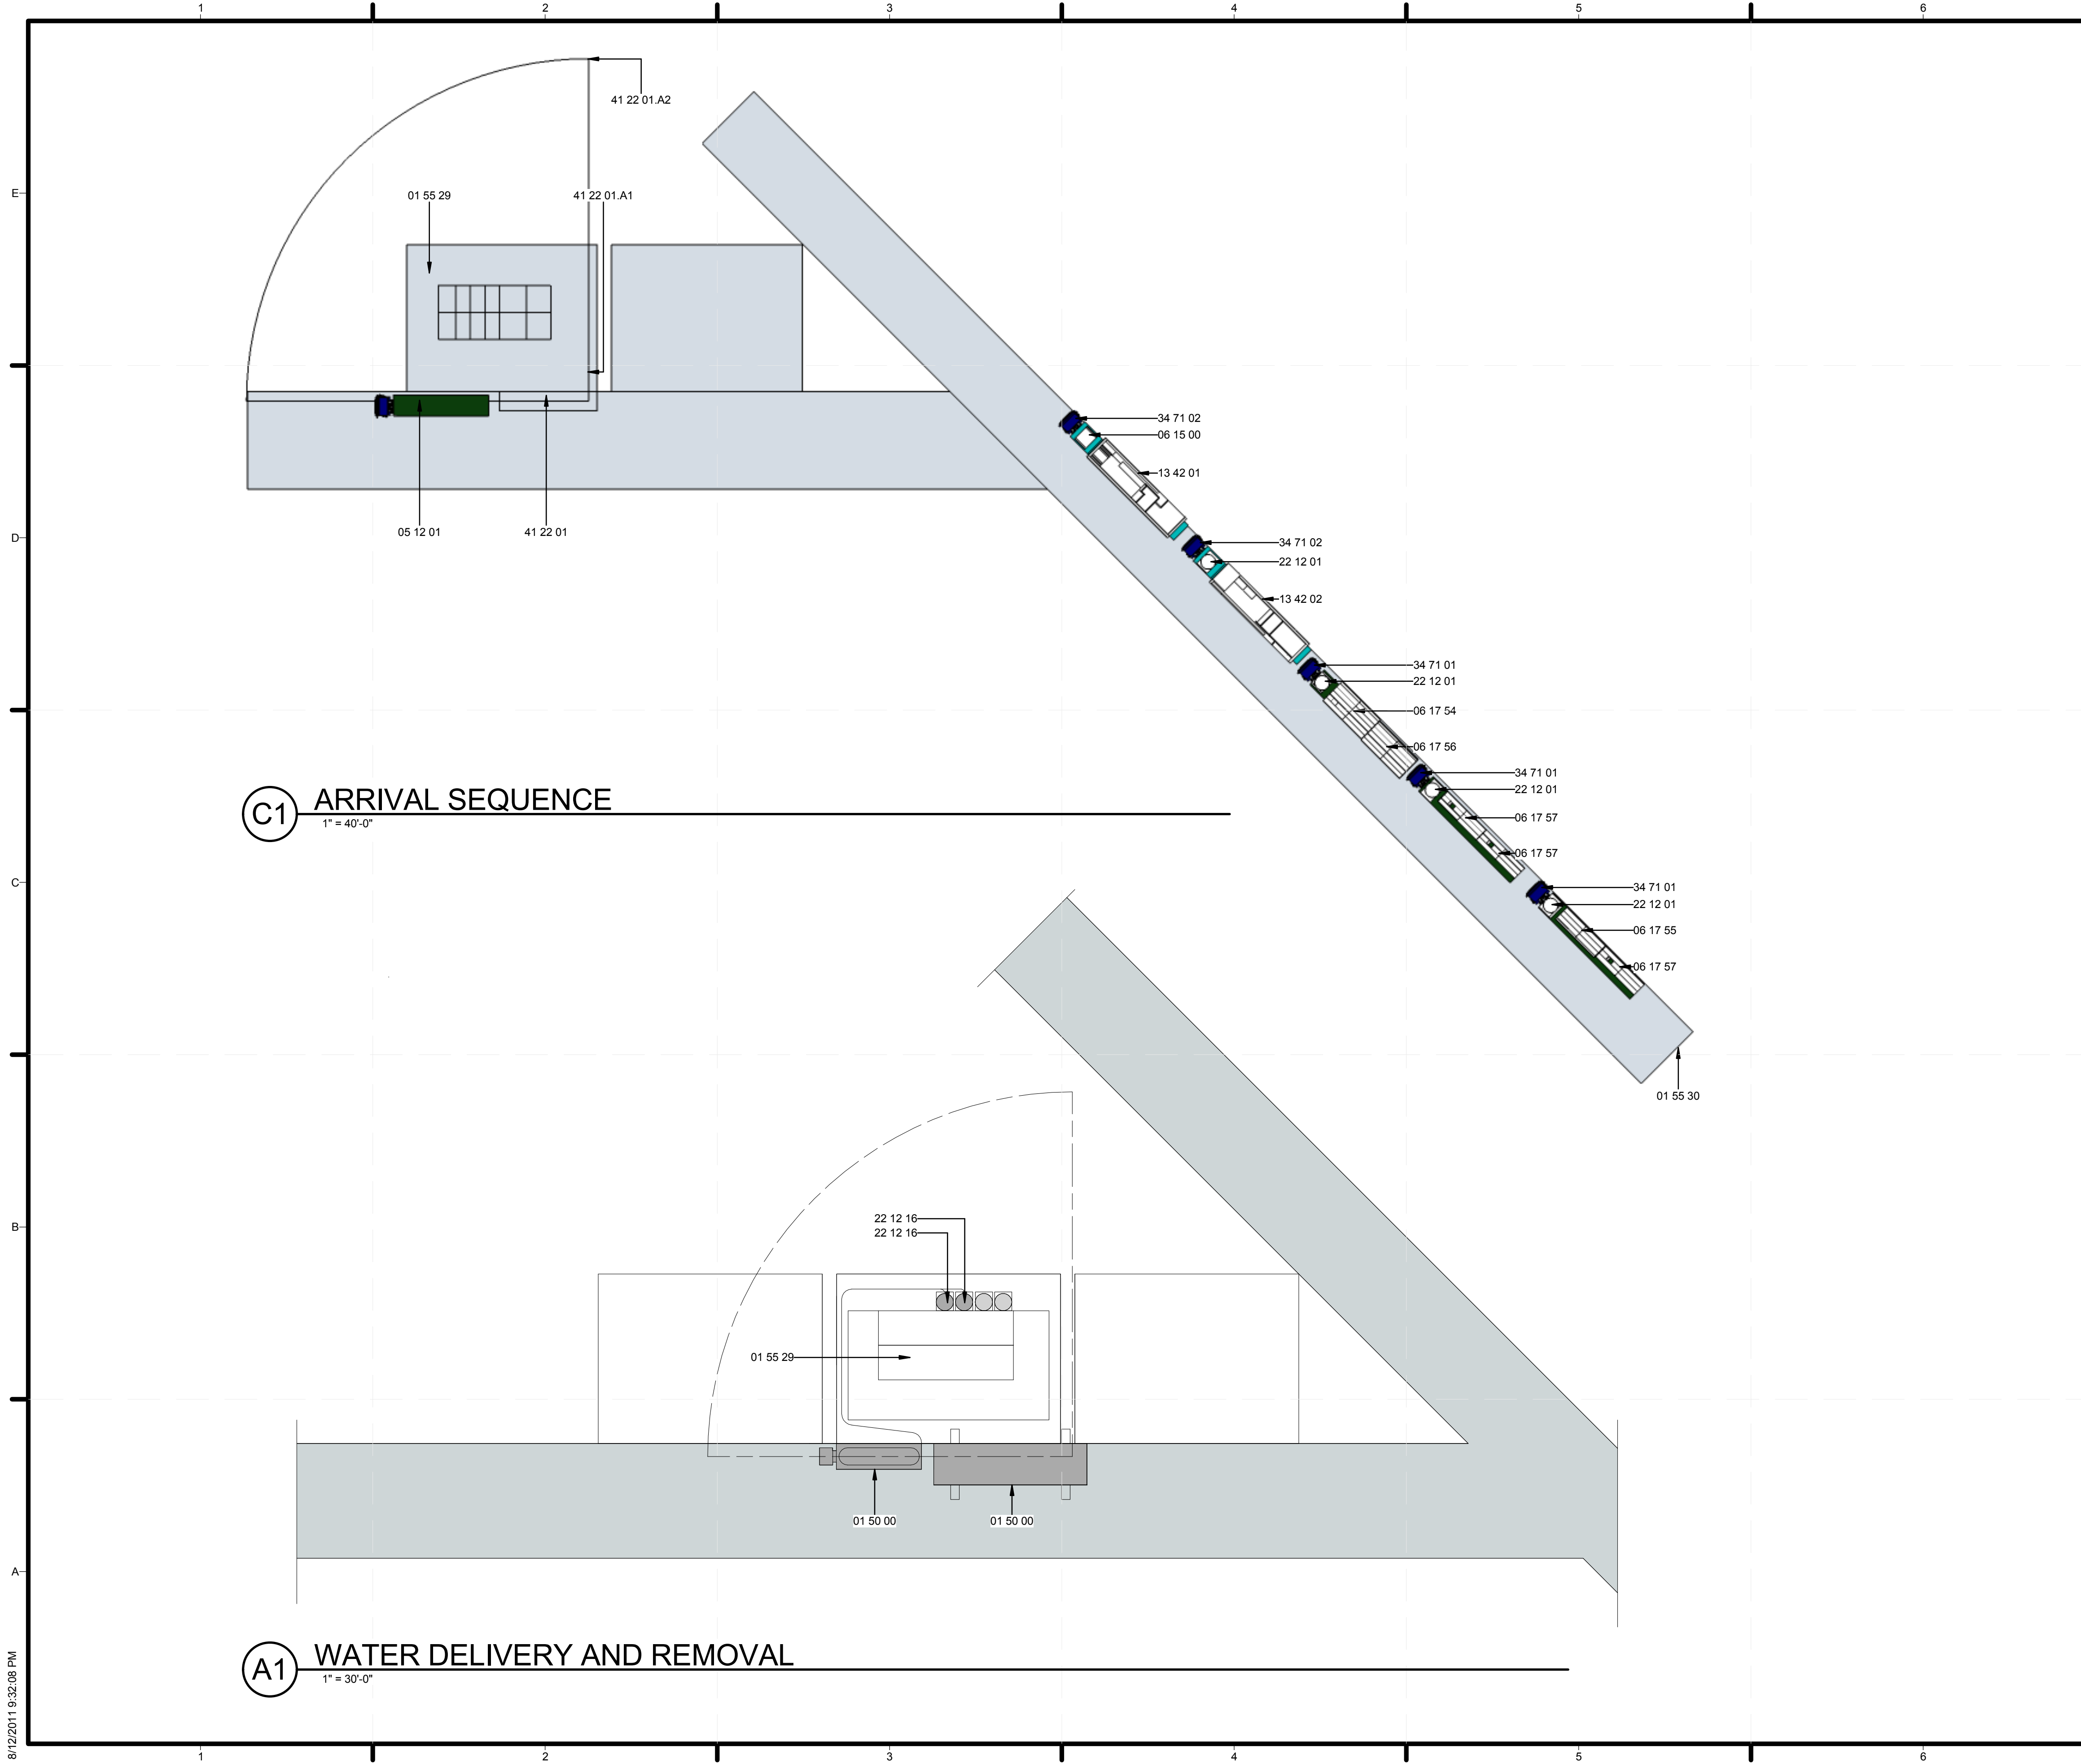 1 2 3 4 5 6
41 22 01.A2
E
01 55 29
41 22 01.A1
34 71 02
06 15 00
13 42 01
05 12 01
41 22 01
D
34 71 02
22 12 01
13 42 02
34 71 01
22 12 01
06 17 54
06 17 56
34 71 01
22 12 01
06 17 57
06 17 57
C1 ARRIVAL SEQUENCE
1" = 40'-0"
C
34 71 01
22 12 01
06 17 55
06 17 57
01 55 30
B
22 12 16
22 12 16
01 55 29
01 50 00
01 50 00
A
A1 WATER DELIVERY AND REMOVAL
1" = 30'-0"
8/12/2011 9:32:08 PM
1 2 3 4 5 6